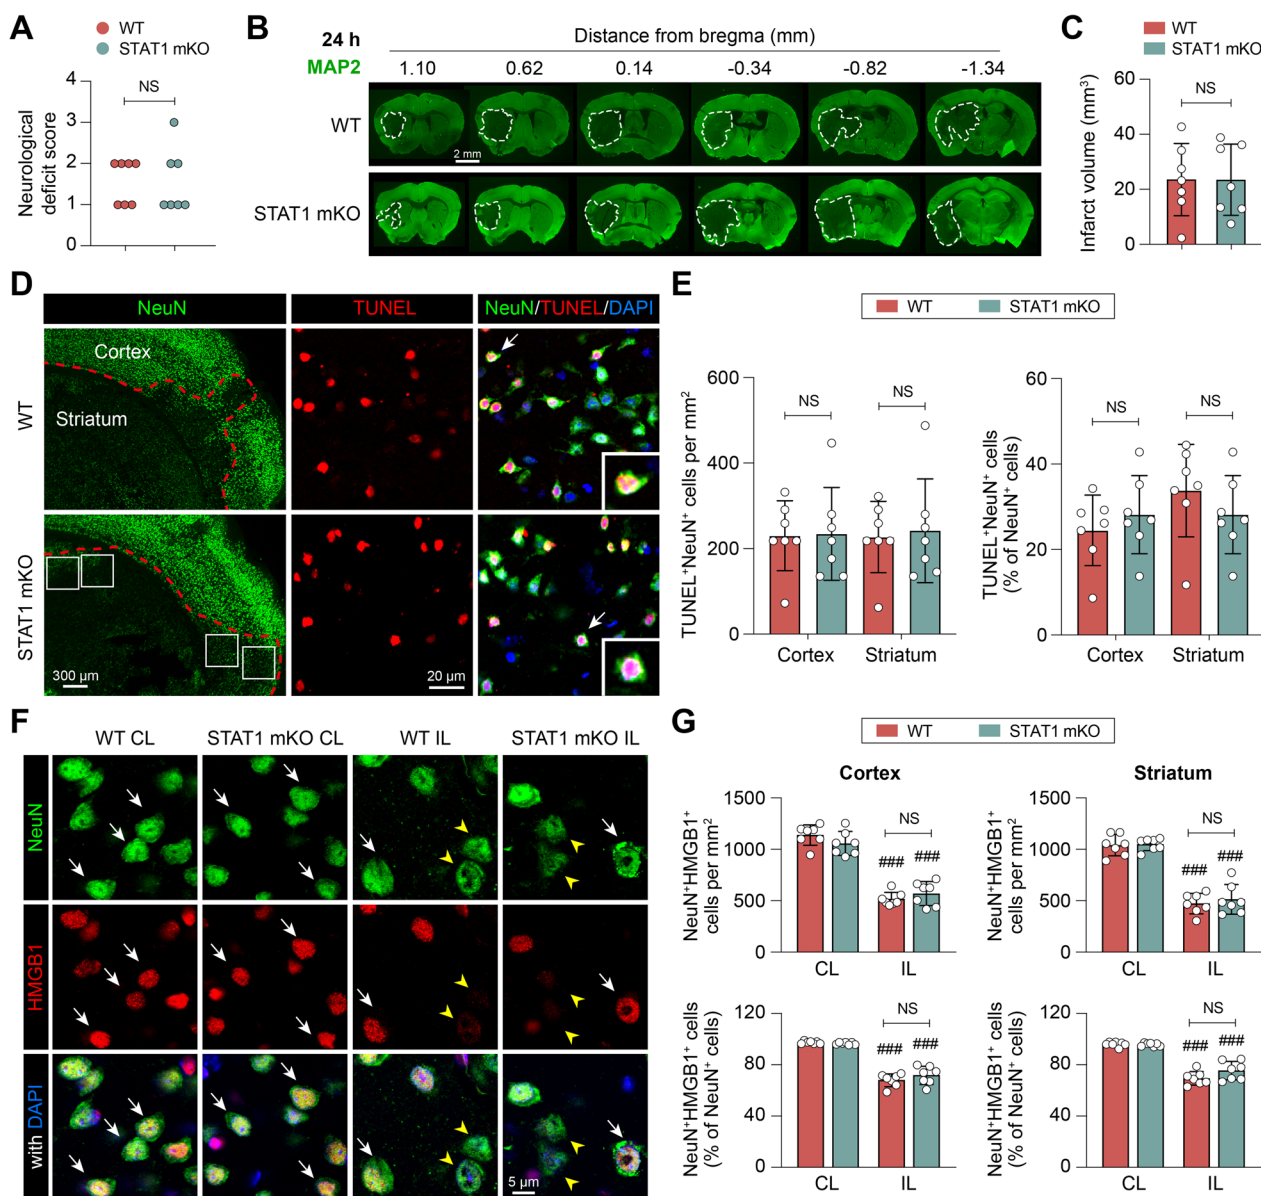 A
WT
STAT1 mKO
NS
Neurological
deficit score
4
3
2
1
0
B
24 h
MAP2
Distance from bregma (mm)
1.10 0.62 0.14 -0.34 -0.82 -1.34
WT
2 mm
STAT1 mKO
C
WT
STAT1 mKO
NS
Infarct volume (mm³)
60
40
20
0
D
NeuN TUNEL NeuN/TUNEL/DAPI
WT
Cortex
Striatum
STAT1 mKO
300 µm
20 µm
E
WT STAT1 mKO
TUNEL⁺NeuN⁺ cells per mm²
600
400
200
0
NS NS
Cortex Striatum
TUNEL⁺NeuN⁺ cells
(% of NeuN⁺ cells)
60
40
20
0
NS NS
Cortex Striatum
F
WT CL STAT1 mKO CL WT IL STAT1 mKO IL
NeuN
HMGB1
with DAPI
5 µm
G
WT STAT1 mKO
Cortex
NeuN⁺HMGB1⁺
cells per mm²
1500
1000
500
0
NS
### ###
CL IL
Striatum
NeuN⁺HMGB1⁺
cells per mm²
1500
1000
500
0
NS
### ###
CL IL
NeuN⁺HMGB1⁺ cells
(% of NeuN⁺ cells)
120
80
40
0
NS
### ###
CL IL
NeuN⁺HMGB1⁺ cells
(% of NeuN⁺ cells)
120
80
40
0
NS
### ###
CL IL